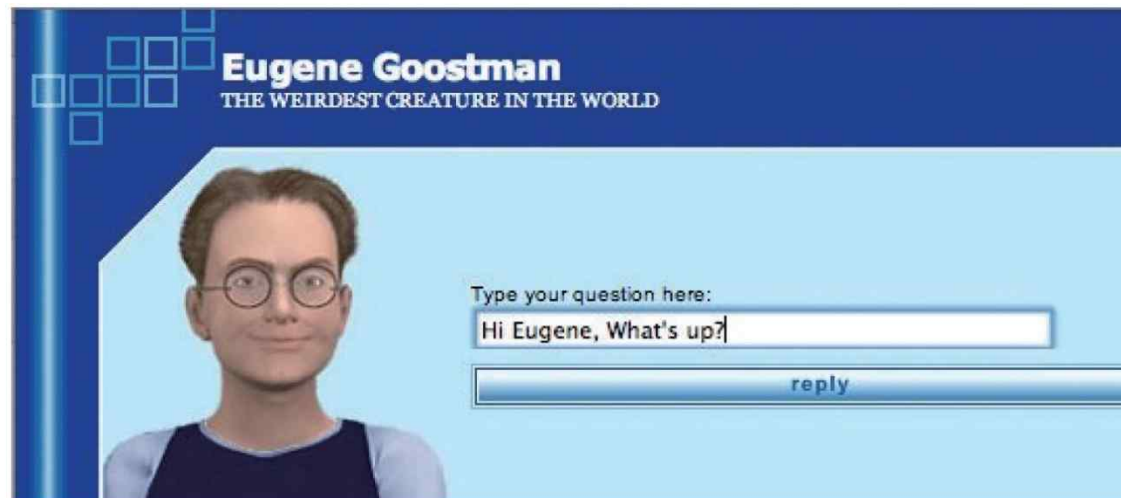 Eugene Goostman
THE WEIRDEST CREATURE IN THE WORLD
Type your question here:
Hi Eugene, What's up?
reply